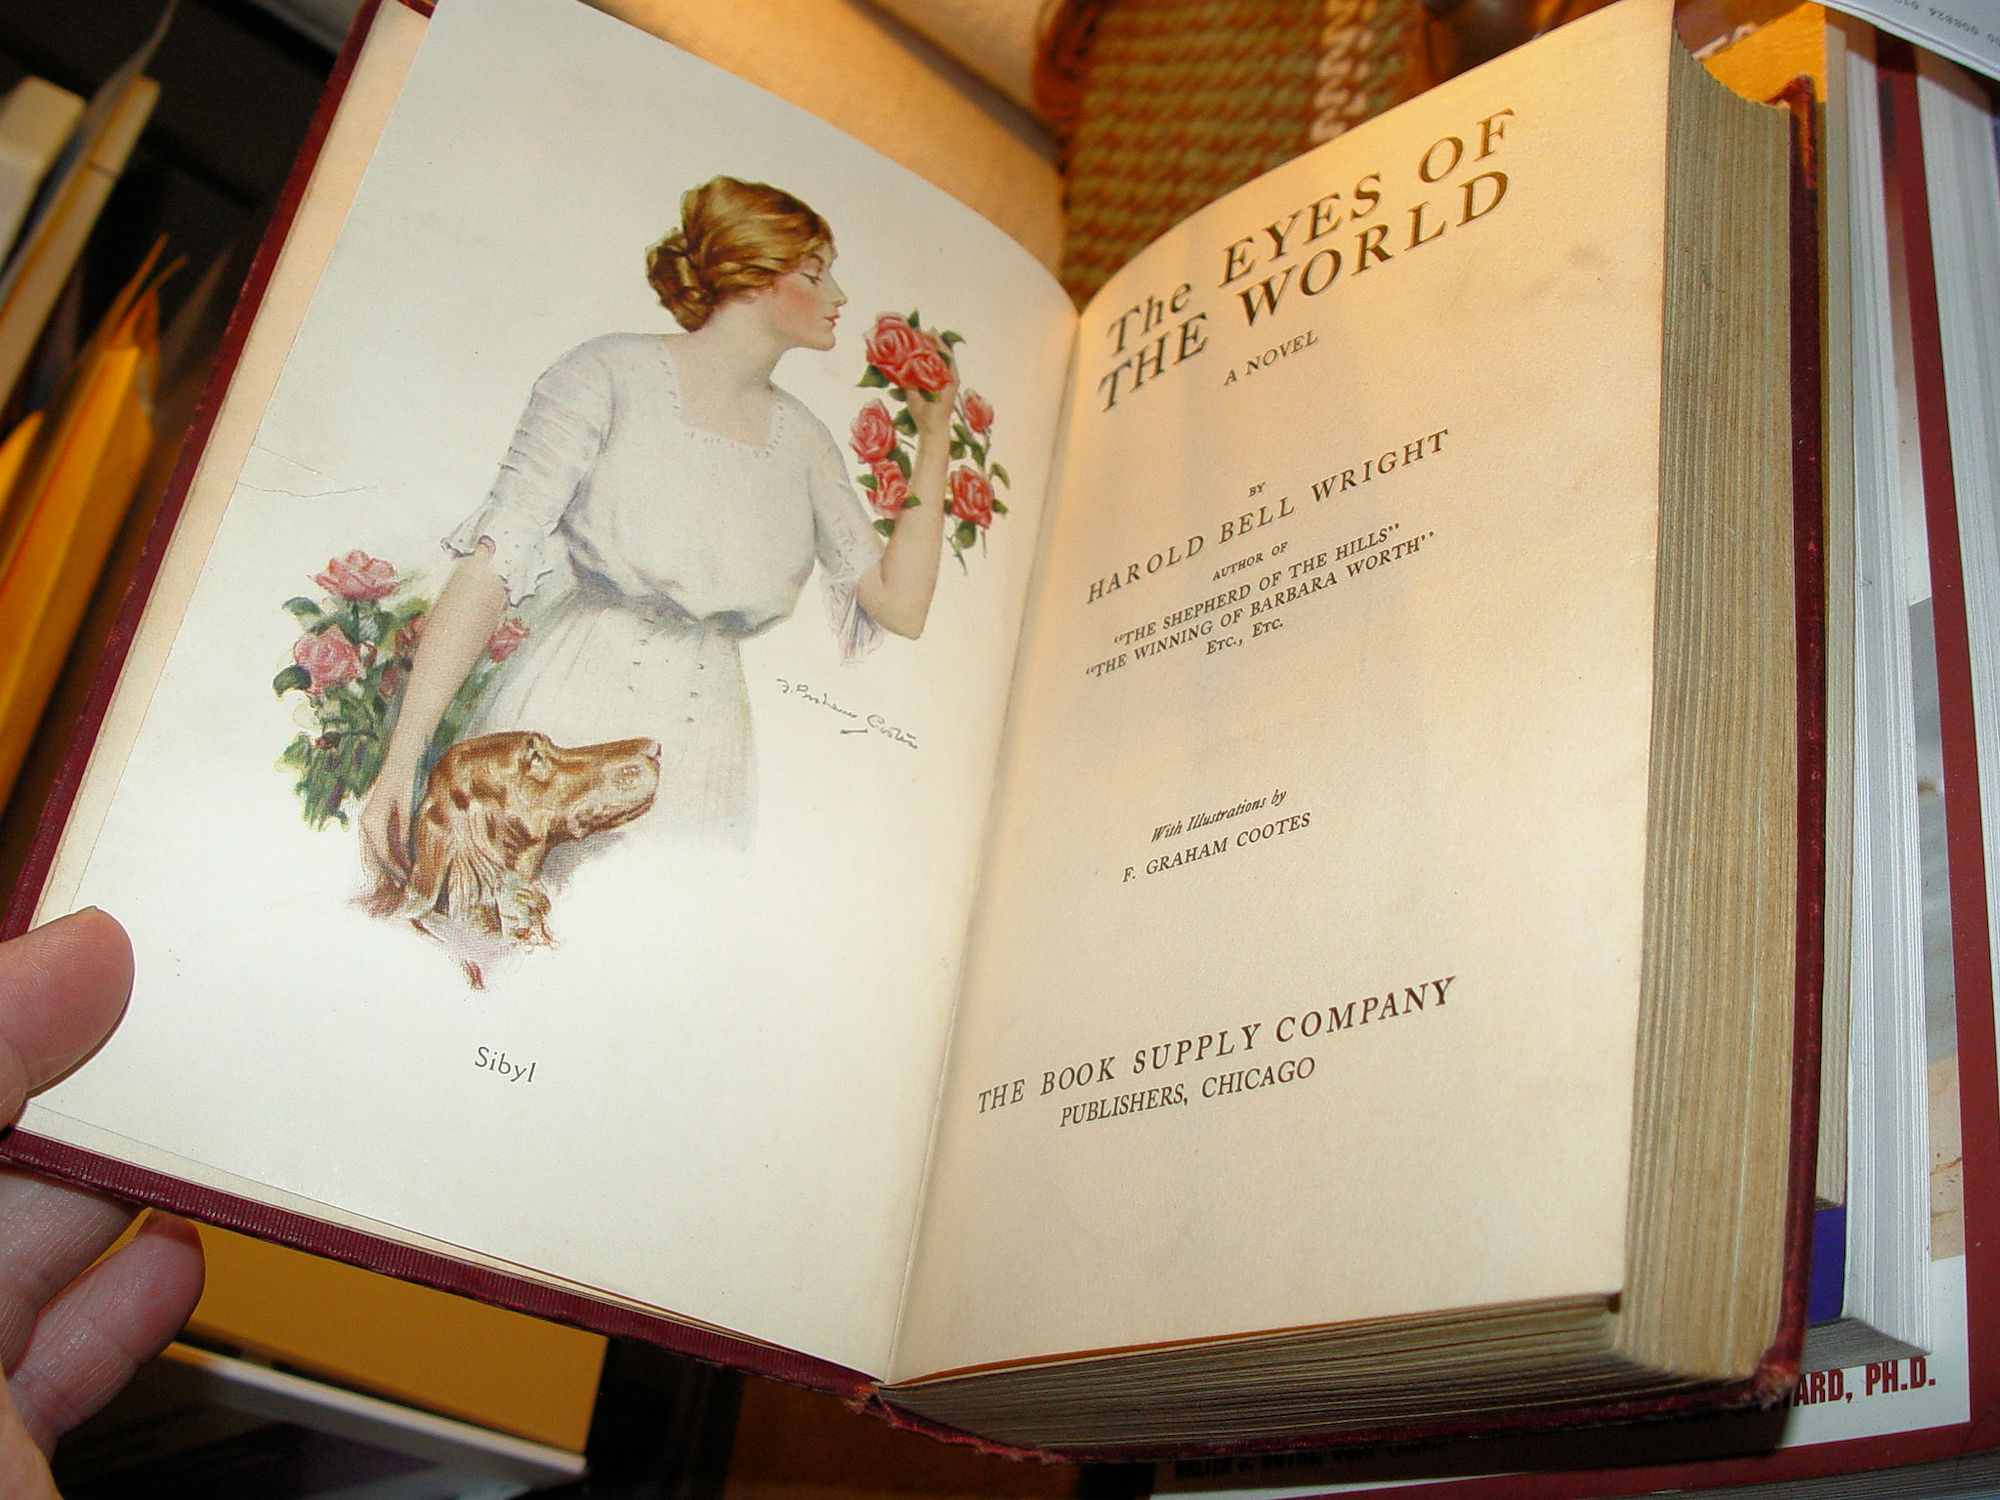 F. Graham Cootes
Sibyl
The EYES OF
THE WORLD
A NOVEL
BY
HAROLD BELL WRIGHT
AUTHOR OF
"THE SHEPHERD OF THE HILLS"
"THE WINNING OF BARBARA WORTH"
ETC., ETC.
With Illustrations by
F. GRAHAM COOTES
THE BOOK SUPPLY COMPANY
PUBLISHERS, CHICAGO
ARD, PH.D.